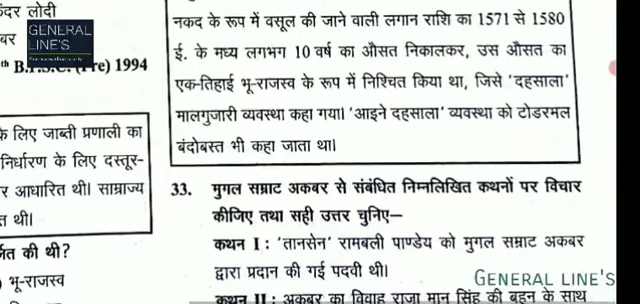 कंदर लोदी
बर
GENERAL
LINE'S
th B.P.S.C. (Pre) 1994
के लिए जाब्ती प्रणाली का
निर्धारण के लिए दस्तूर-
र आधारित थी। साम्राज्य
त थी।
र्जत की थी?
भू-राजस्व
नकद के रूप में वसूल की जाने वाली लगान राशि का 1571 से 1580
ई. के मध्य लगभग 10 वर्ष का औसत निकालकर, उस औसत का
एक-तिहाई भू-राजस्व के रूप में निश्चित किया था, जिसे 'दहसाला'
मालगुजारी व्यवस्था कहा गया। 'आइने दहसाला' व्यवस्था को टोडरमल
बंदोबस्त भी कहा जाता था।
33. मुगल सम्राट अकबर से संबंधित निम्नलिखित कथनों पर विचार
कीजिए तथा सही उत्तर चुनिए–
कथन I : 'तानसेन' रामबली पाण्डेय को मुगल सम्राट अकबर
द्वारा प्रदान की गई पदवी थी।
कथन II : अकबर का विवाह राजा मान सिंह की बहन के साथ
GENERAL LINE'S